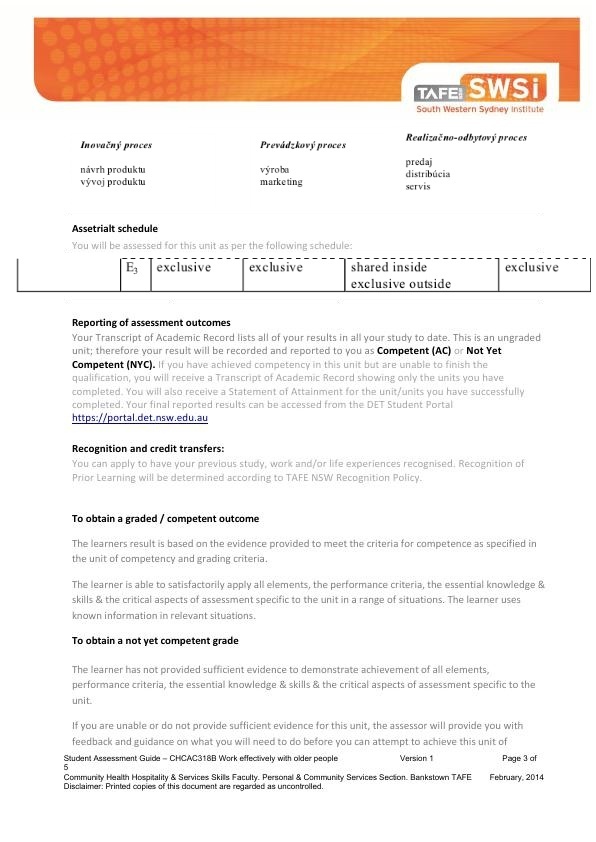 TAFE NSW SWSi
South Western Sydney Institute
Inovačný proces Prevádzkový proces Realizačno-odbytový proces
návrh produktu výroba predaj
vývoj produktu marketing distribúcia
servis
Assetrialt schedule
You will be assessed for this unit as per the following schedule:
E3 exclusive exclusive shared inside exclusive
exclusive outside
Reporting of assessment outcomes
Your Transcript of Academic Record lists all of your results in all your study to date. This is an ungraded
unit; therefore your result will be recorded and reported to you as Competent (AC) or Not Yet
Competent (NYC). If you have achieved competency in this unit but are unable to finish the
qualification, you will receive a Transcript of Academic Record showing only the units you have
completed. You will also receive a Statement of Attainment for the unit/units you have successfully
completed. Your final reported results can be accessed from the DET Student Portal
https://portal.det.nsw.edu.au
Recognition and credit transfers:
You can apply to have your previous study, work and/or life experiences recognised. Recognition of
Prior Learning will be determined according to TAFE NSW Recognition Policy.
To obtain a graded / competent outcome
The learners result is based on the evidence provided to meet the criteria for competence as specified in
the unit of competency and grading criteria.
The learner is able to satisfactorily apply all elements, the performance criteria, the essential knowledge &
skills & the critical aspects of assessment specific to the unit in a range of situations. The learner uses
known information in relevant situations.
To obtain a not yet competent grade
The learner has not provided sufficient evidence to demonstrate achievement of all elements,
performance criteria, the essential knowledge & skills & the critical aspects of assessment specific to the
unit.
If you are unable or do not provide sufficient evidence for this unit, the assessor will provide you with
feedback and guidance on what you will need to do before you can attempt to achieve this unit of
Student Assessment Guide – CHCAC318B Work effectively with older people Version 1 Page 3 of
5
Community Health Hospitality & Services Skills Faculty. Personal & Community Services Section. Bankstown TAFE February, 2014
Disclaimer: Printed copies of this document are regarded as uncontrolled.